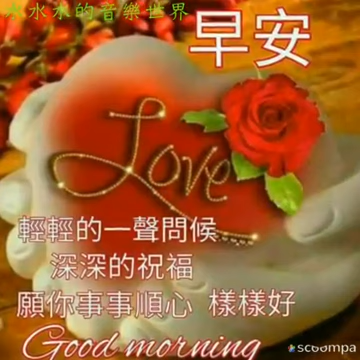 水水水的音樂世界
早安
Love
輕輕的一聲問候
深深的祝福
願你事事順心 樣樣好
Good morning
scoompa